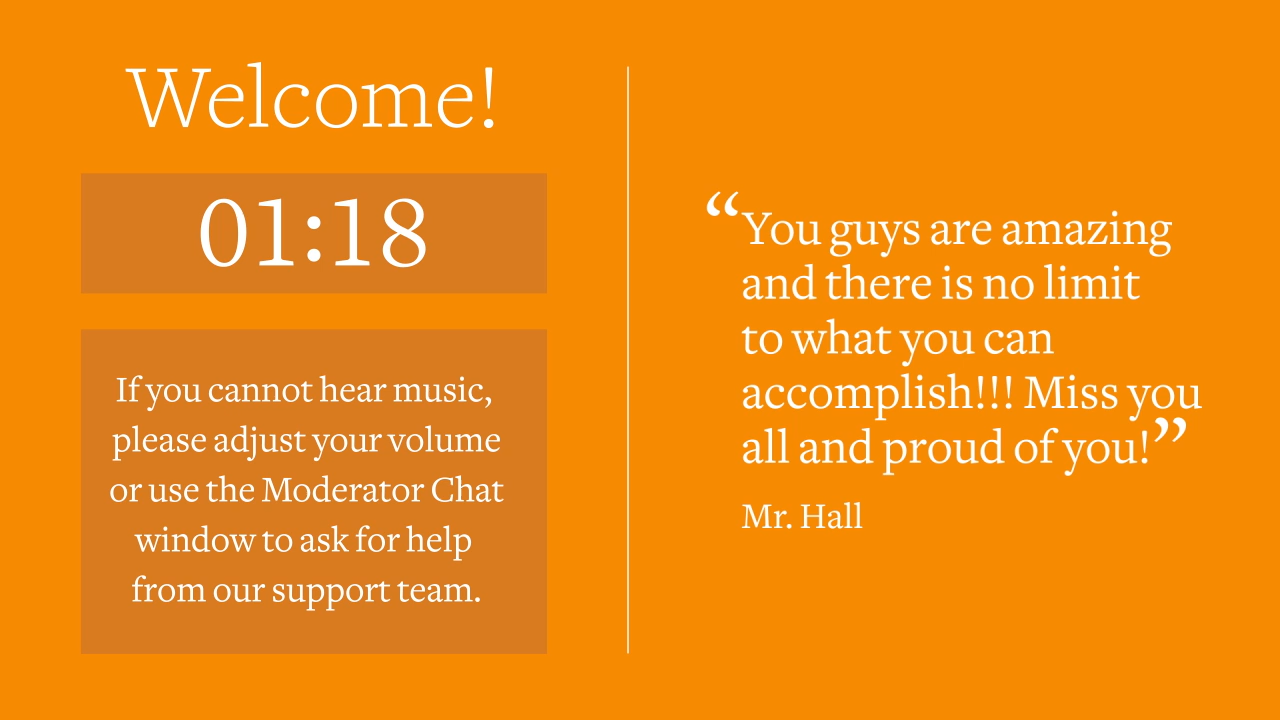 Welcome!
01:18
If you cannot hear music,
please adjust your volume
or use the Moderator Chat
window to ask for help
from our support team.
“You guys are amazing
and there is no limit
to what you can
accomplish!!! Miss you
all and proud of you!”
Mr. Hall